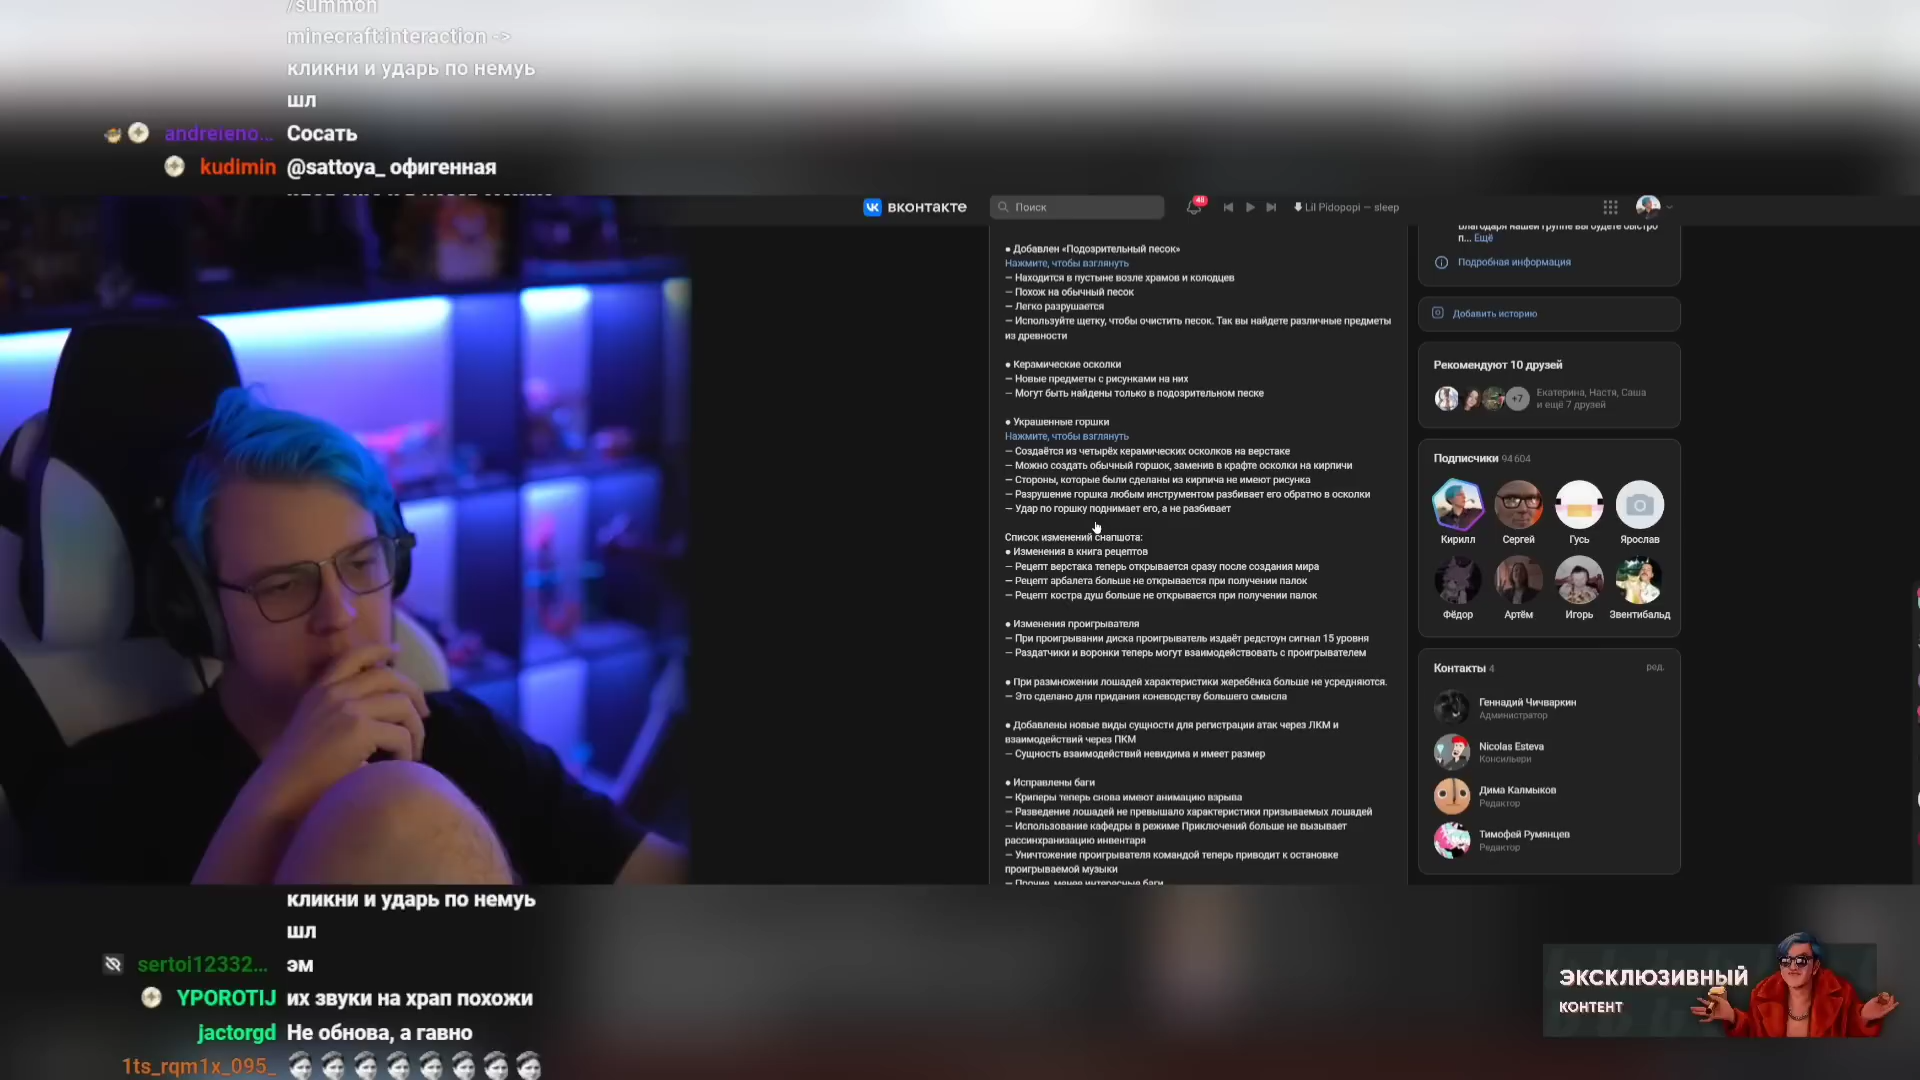 /summon
minecraft:interaction ->
кликни и ударь по немуь
шл
andreieno... Сосать
kudimin @sattoya_ офигенная
вконтакте
Поиск
48
Lil Pidopopi — sleep
● Добавлен «Подозрительный песок»
Нажмите, чтобы взглянуть
— Находится в пустыне возле храмов и колодцев
— Похож на обычный песок
— Легко разрушается
— Используйте щетку, чтобы очистить песок. Так вы найдете различные предметы
из древности
● Керамические осколки
— Новые предметы с рисунками на них
— Могут быть найдены только в подозрительном песке
● Украшенные горшки
Нажмите, чтобы взглянуть
— Создаётся из четырёх керамических осколков на верстаке
— Можно создать обычный горшок, заменив в крафте осколки на кирпичи
— Стороны, которые были сделаны из кирпича не имеют рисунка
— Разрушение горшка любым инструментом разбивает его обратно в осколки
— Удар по горшку поднимает его, а не разбивает
Список изменений снапшота:
● Изменения в книга рецептов
— Рецепт верстака теперь открывается сразу после создания мира
— Рецепт арбалета больше не открывается при получении палок
— Рецепт костра душ больше не открывается при получении палок
● Изменения проигрывателя
— При проигрывании диска проигрыватель издаёт редстоун сигнал 15 уровня
— Раздатчики и воронки теперь могут взаимодействовать с проигрывателем
● При размножении лошадей характеристики жеребёнка больше не усредняются.
— Это сделано для придания коневодству большего смысла
● Добавлены новые виды сущности для регистрации атак через ЛКМ и
взаимодействий через ПКМ
— Сущность взаимодействий невидима и имеет размер
● Исправлены баги
— Криперы теперь снова имеют анимацию взрыва
— Разведение лошадей не превышало характеристики призываемых лошадей
— Использование кафедры в режиме Приключений больше не вызывает
рассинхранизацию инвентаря
— Уничтожение проигрывателя командой теперь приводит к остановке
проигрываемой музыки
— Прочие, менее интересные баги
Благодаря нашей группе вы будете быстро
п... Ещё
Подробная информация
Добавить историю
Рекомендуют 10 друзей
+7
Екатерина, Настя, Саша
и ещё 7 друзей
Подписчики 94 604
Кирилл Сергей Гусь Ярослав
Фёдор Артём Игорь Звентибальд
Контакты 4 ред.
Геннадий Чичваркин
Администратор
Nicolas Esteva
Консильери
Дима Калмыков
Редактор
Тимофей Румянцев
Редактор
кликни и ударь по немуь
шл
sertoi12332... эм
YPOROTIJ их звуки на храп похожи
jactorgd Не обнова, а гавно
1ts_rqm1x_095_
ЭКСКЛЮЗИВНЫЙ
КОНТЕНТ